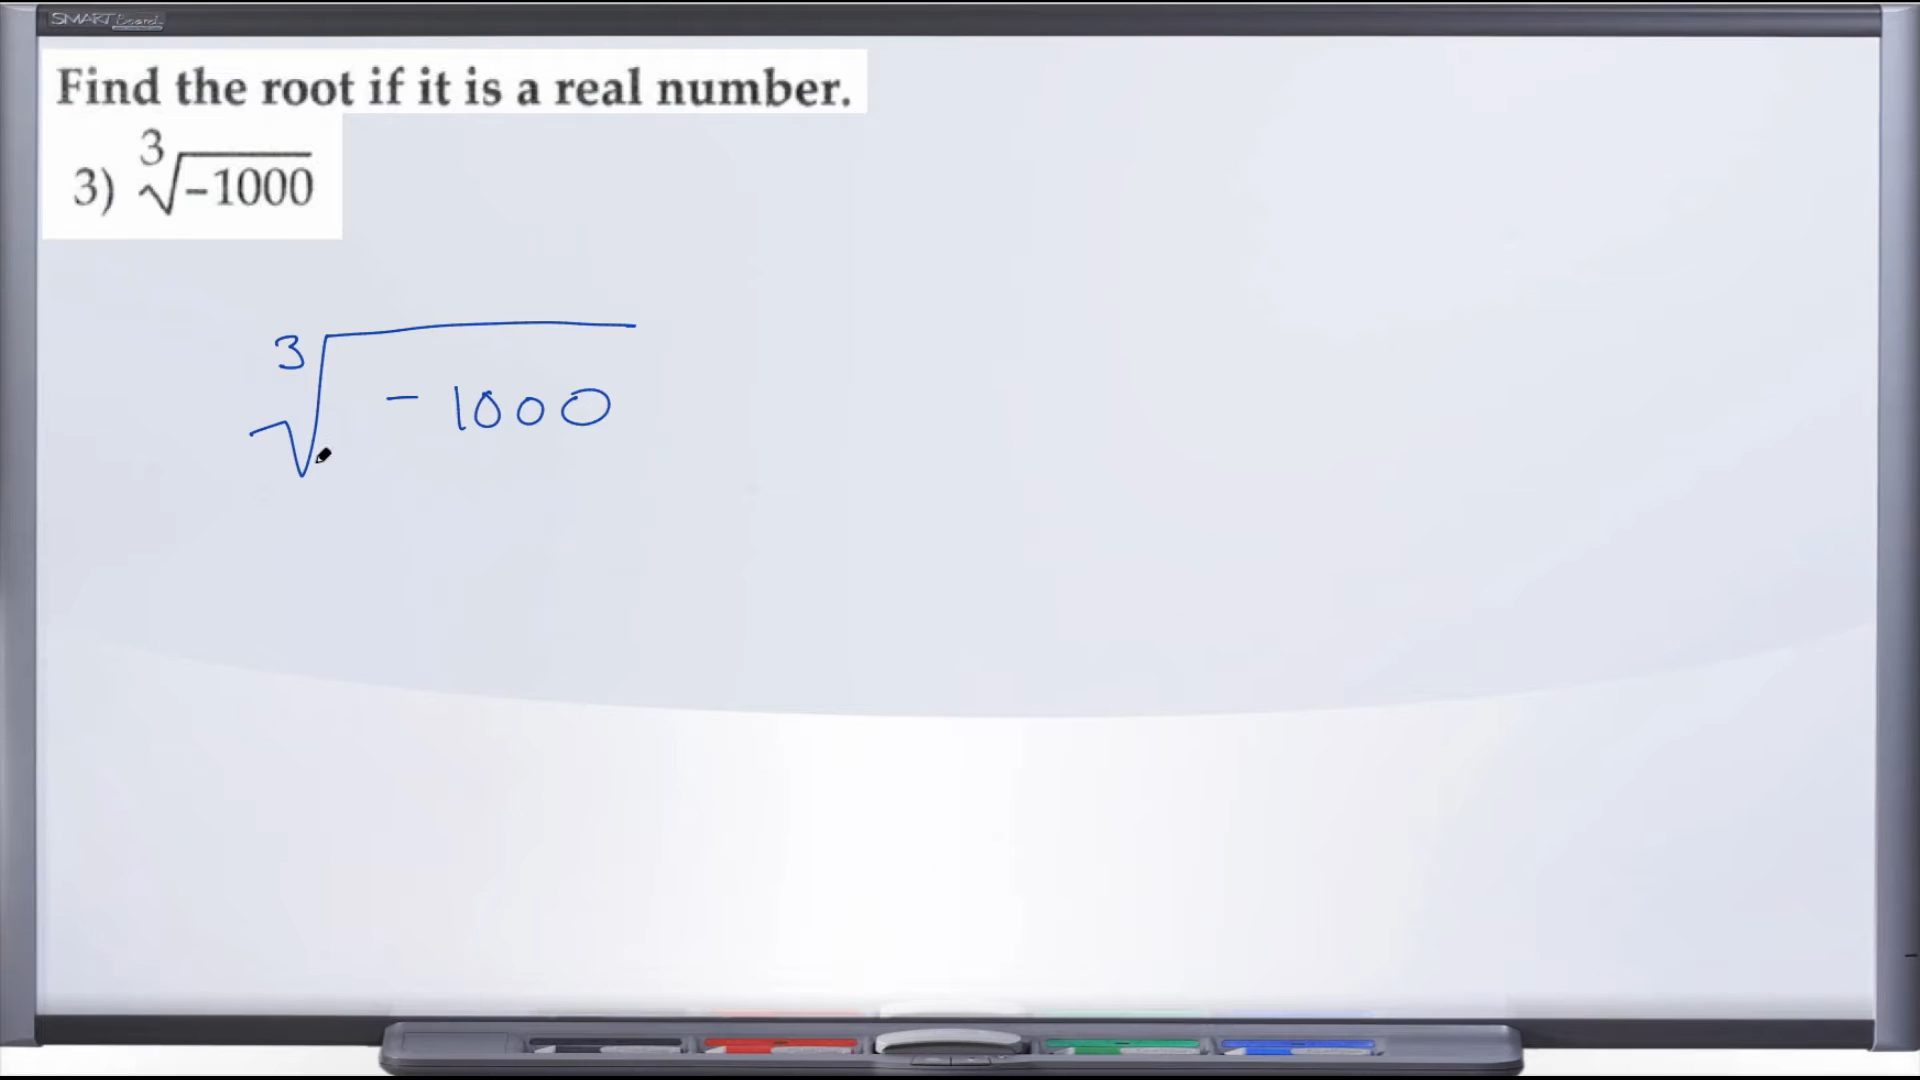 SMART Board
Find the root if it is a real number.
3) ∛-1000
∛-1000